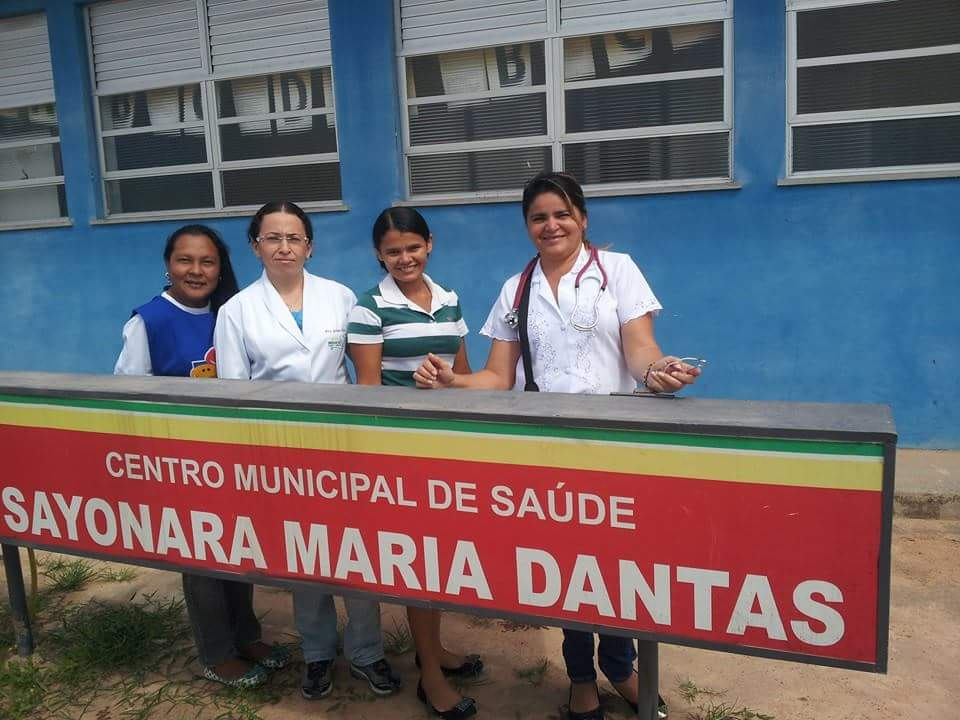 CENTRO MUNICIPAL DE SAÚDE
SAYONARA MARIA DANTAS